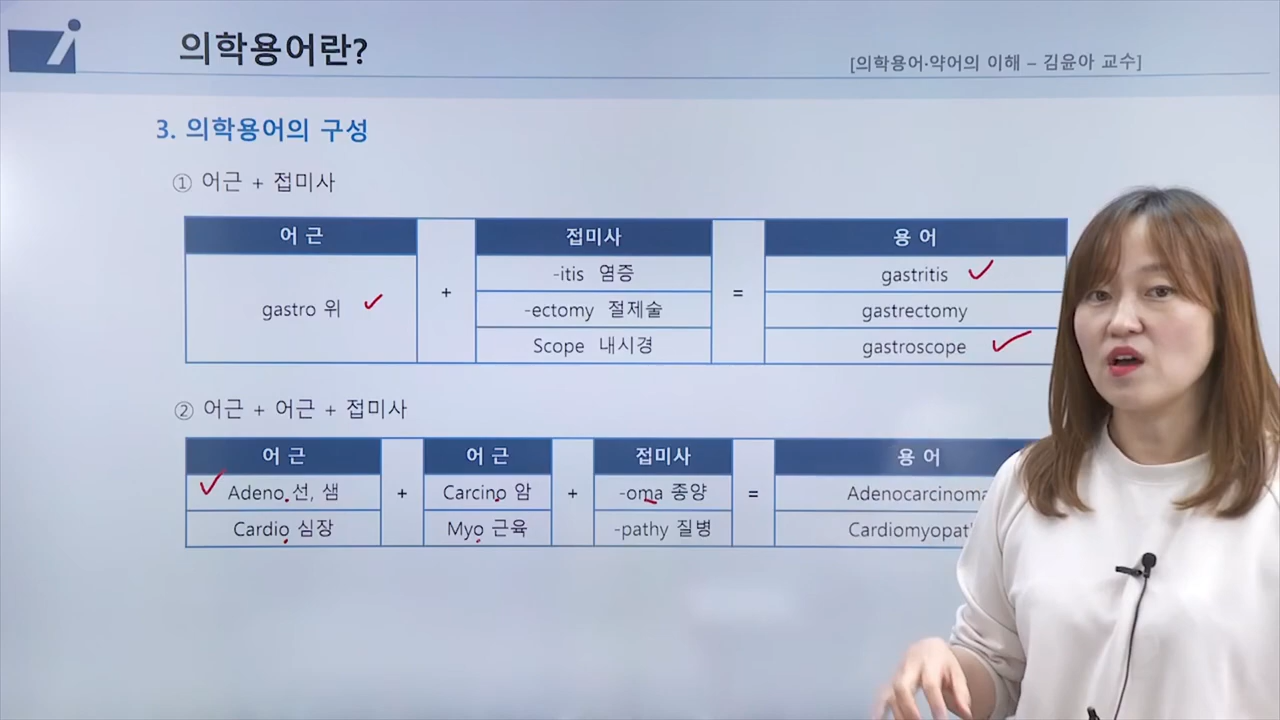 의학용어란?
[의학용어·약어의 이해 – 김윤아 교수]
3. 의학용어의 구성
① 어근 + 접미사
어 근 + 접미사 = 용 어
gastro 위
-itis 염증
-ectomy 절제술
Scope 내시경
gastritis
gastrectomy
gastroscope
② 어근 + 어근 + 접미사
어 근 + 어 근 + 접미사 = 용 어
Adeno 선, 샘 Carcino 암 -oma 종양 Adenocarcinoma
Cardio 심장 Myo 근육 -pathy 질병